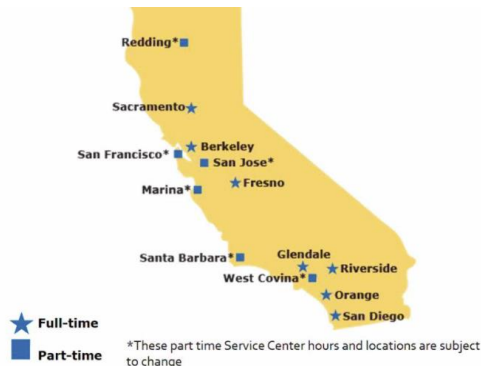 Redding*
Sacramento
Berkeley
San Francisco*
San Jose*
Fresno
Marina*
Santa Barbara*
Glendale
Riverside
West Covina*
Orange
San Diego
Full-time
Part-time
*These part time Service Center hours and locations are subject
to change